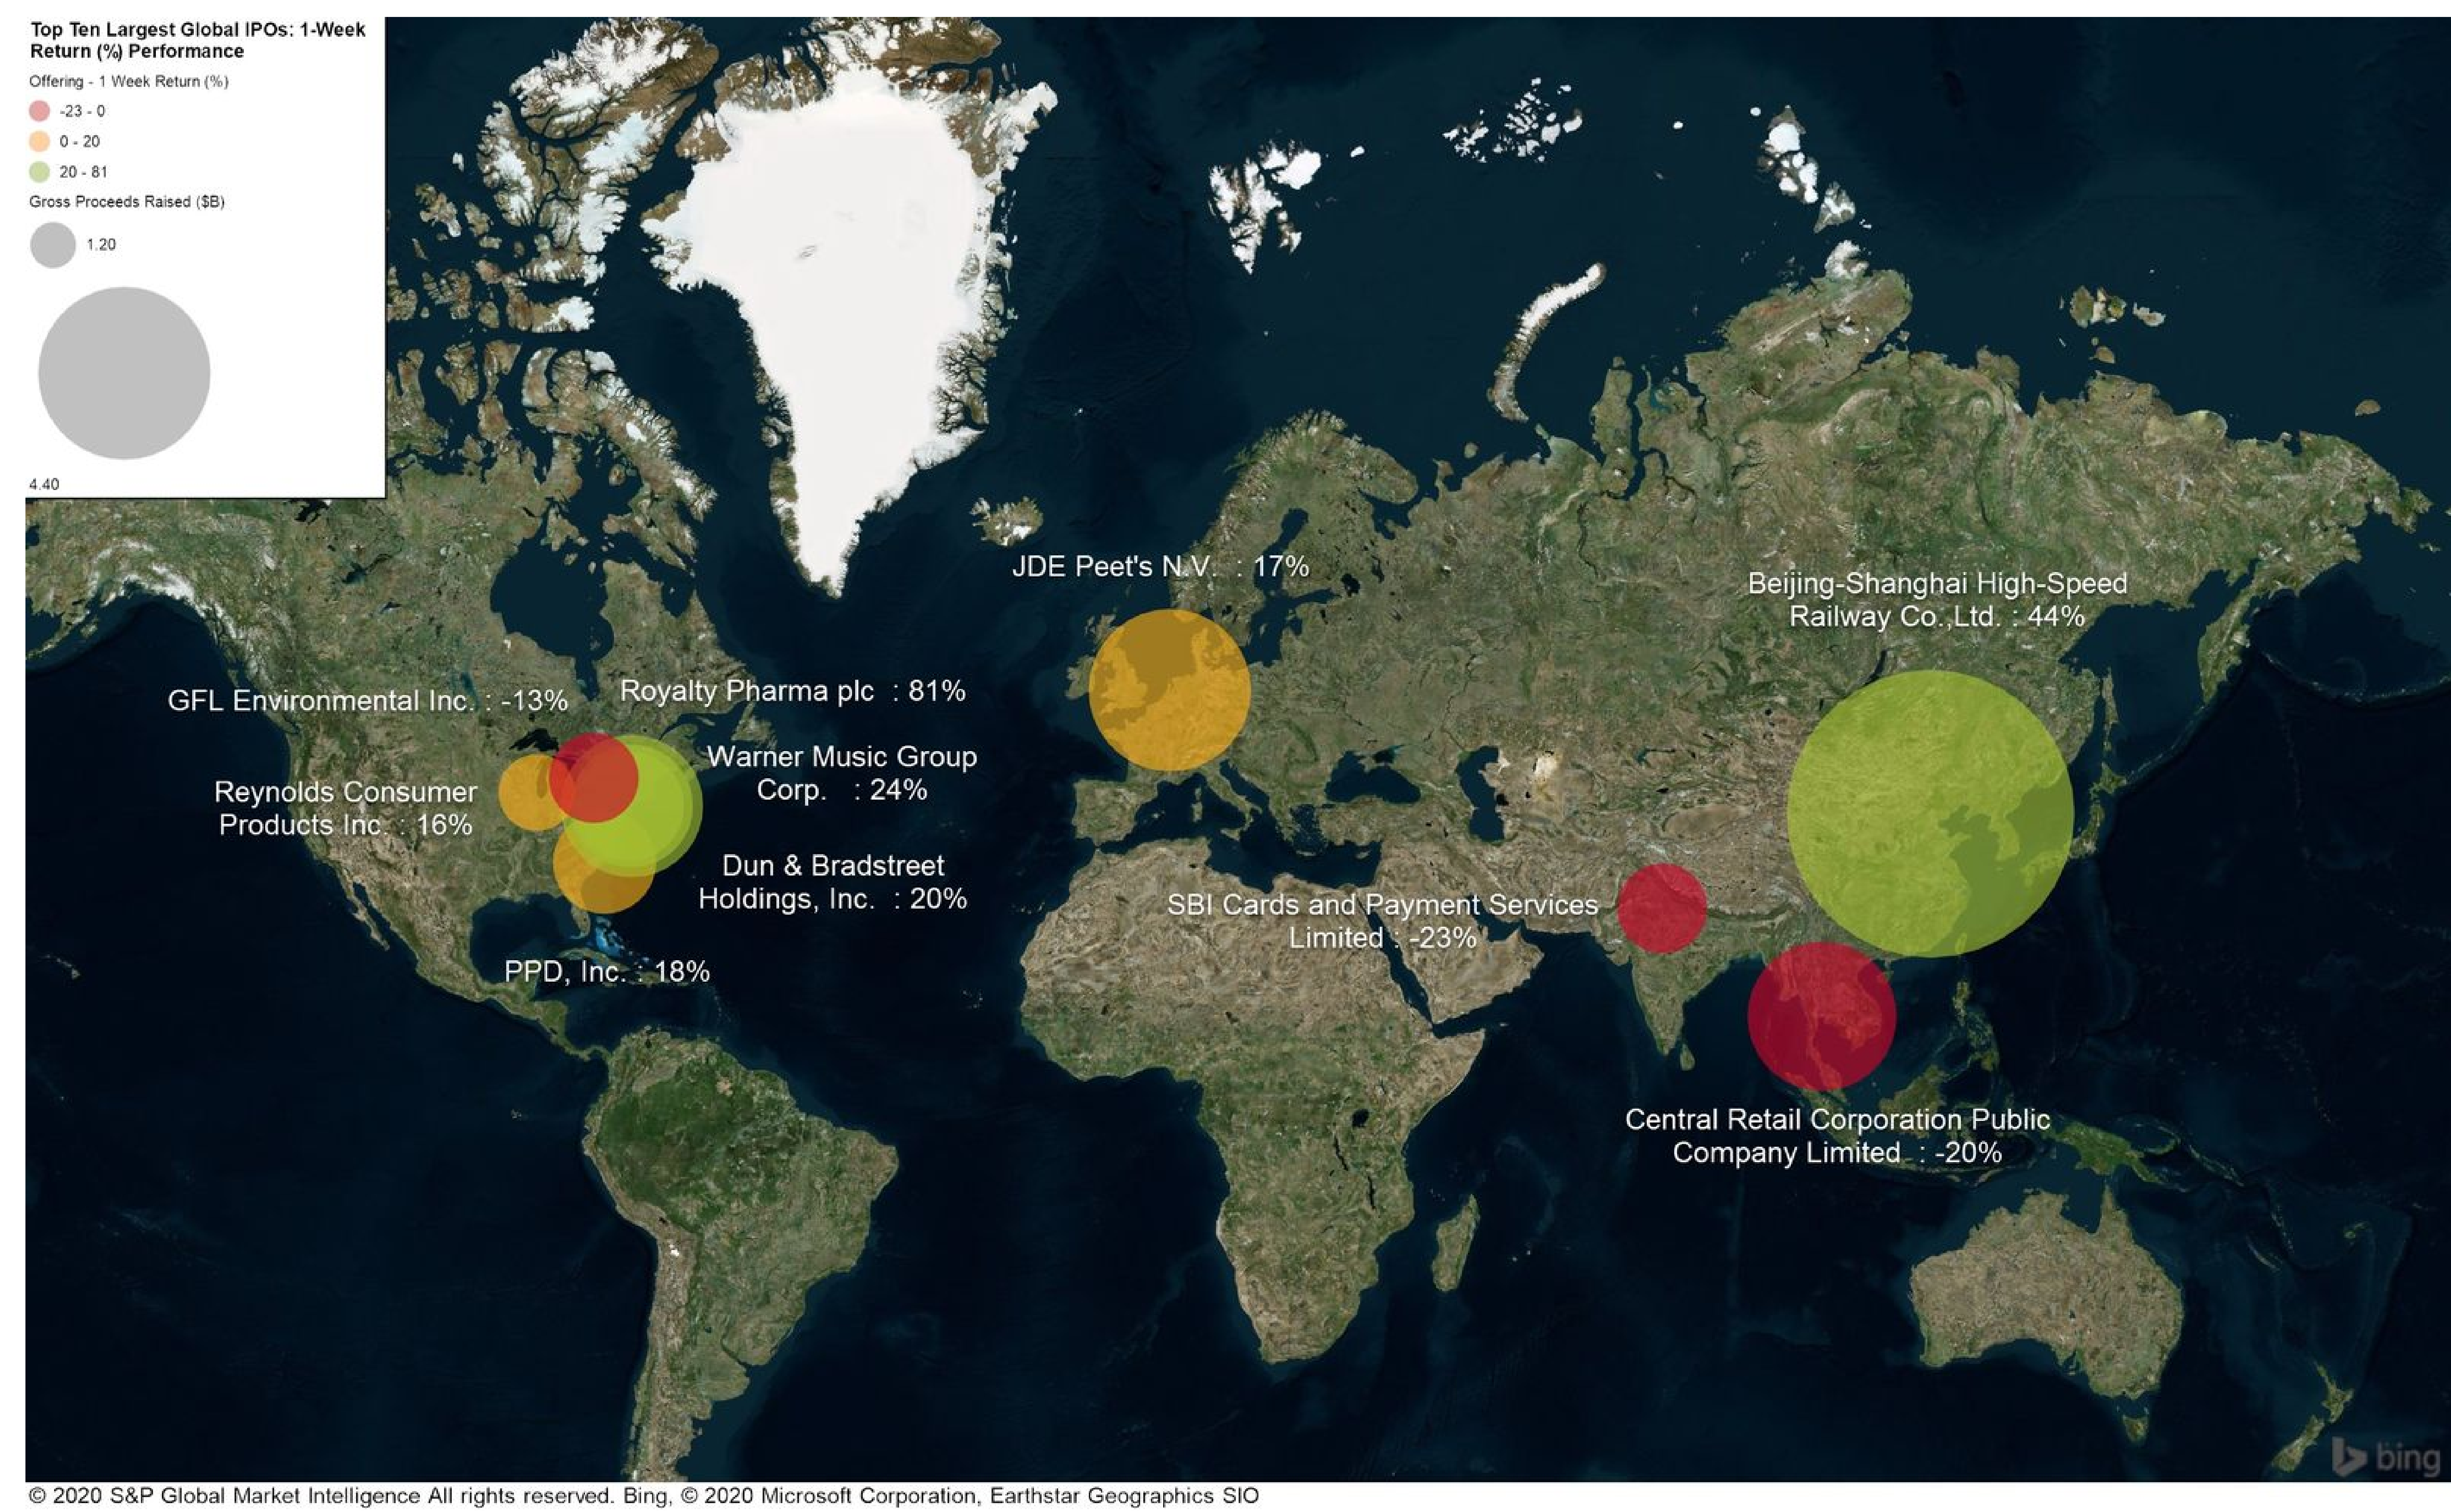 Top Ten Largest Global IPOs: 1-Week
Return (%) Performance
Offering - 1 Week Return (%)
-23 - 0
0 - 20
20 - 81
Gross Proceeds Raised ($B)
1.20
4.40
JDE Peet's N.V. : 17%
Beijing-Shanghai High-Speed
Railway Co.,Ltd. : 44%
GFL Environmental Inc. : -13%
Royalty Pharma plc : 81%
Warner Music Group
Corp. : 24%
Reynolds Consumer
Products Inc. : 16%
Dun & Bradstreet
Holdings, Inc. : 20%
SBI Cards and Payment Services
Limited : -23%
PPD, Inc. : 18%
Central Retail Corporation Public
Company Limited : -20%
bing
© 2020 S&P Global Market Intelligence All rights reserved. Bing, © 2020 Microsoft Corporation, Earthstar Geographics SIO